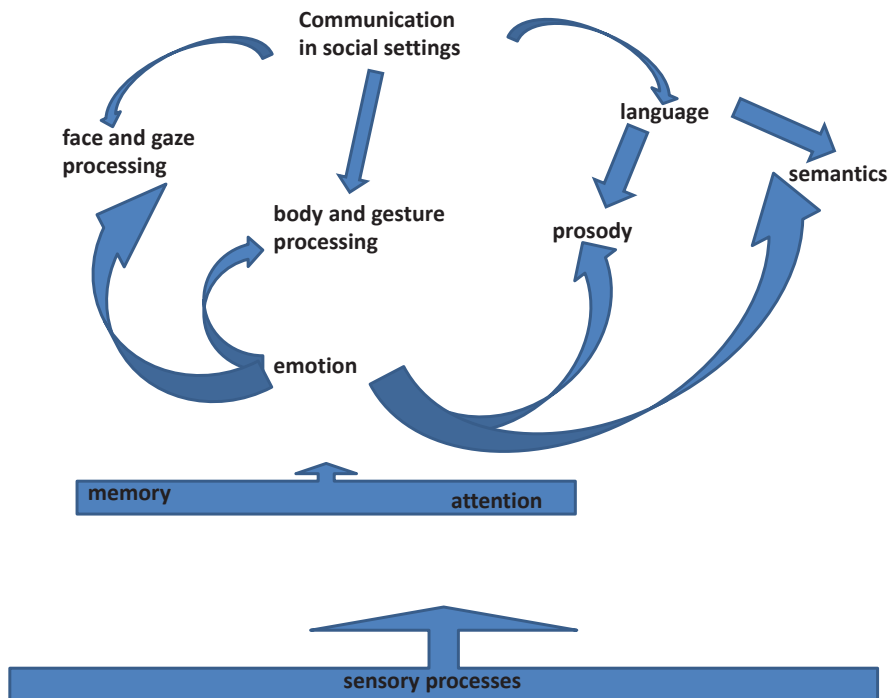 Communication
in social settings
language
face and gaze
processing
semantics
body and gesture
processing
prosody
emotion
memory
attention
sensory processes